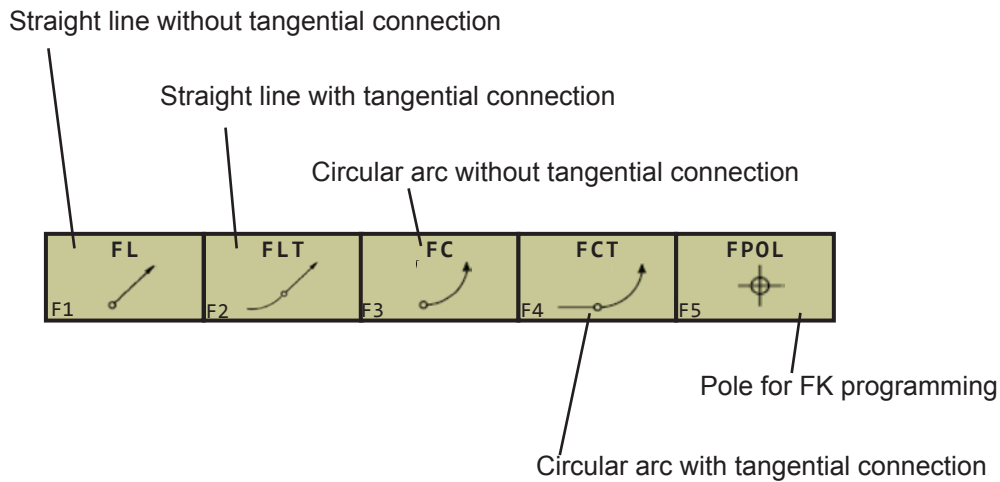 Straight line without tangential connection
Straight line with tangential connection
Circular arc without tangential connection
FL FLT FC FCT FPOL
F1 F2 F3 F4 F5
Pole for FK programming
Circular arc with tangential connection